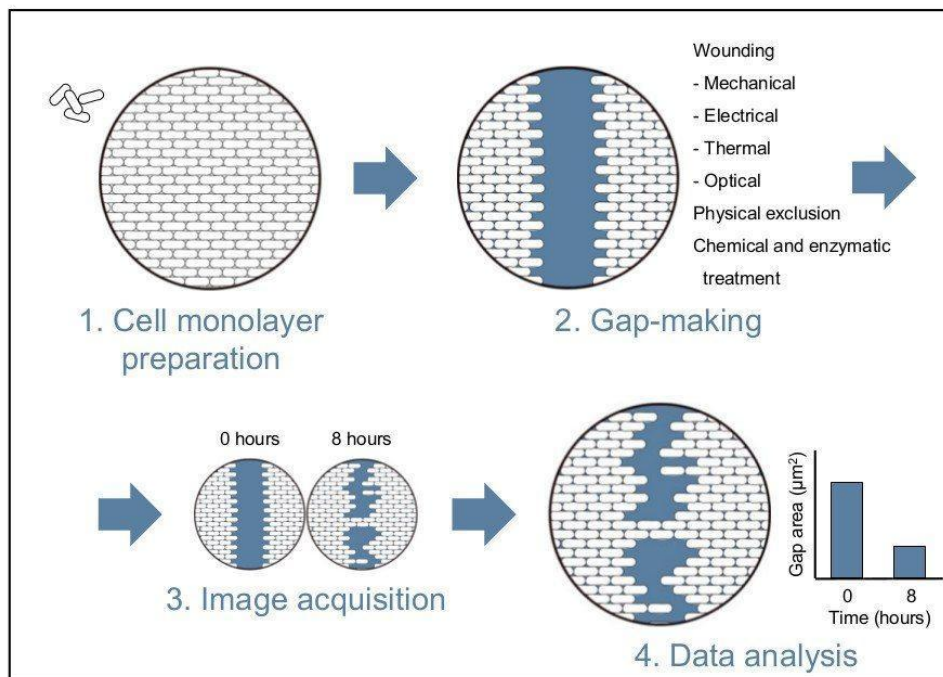 Wounding
- Mechanical
- Electrical
- Thermal
- Optical
Physical exclusion
Chemical and enzymatic
treatment
1. Cell monolayer
preparation
2. Gap-making
0 hours
8 hours
3. Image acquisition
Gap area (µm²)
0
8
Time (hours)
4. Data analysis